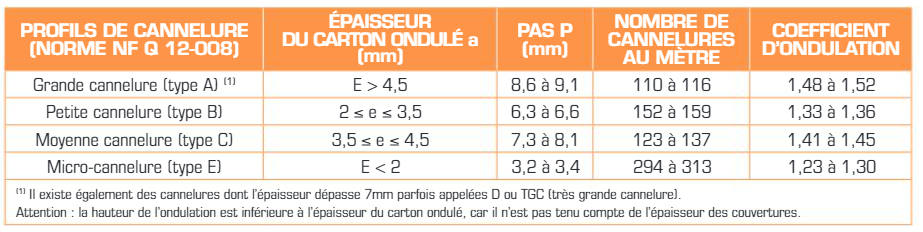 PROFILS DE CANNELURE (NORME NF Q 12-008) | ÉPAISSEUR DU CARTON ONDULÉ a (mm) | PAS P (mm) | NOMBRE DE CANNELURES AU MÈTRE | COEFFICIENT D'ONDULATION
Grande cannelure (type A) (1) | E > 4,5 | 8,6 à 9,1 | 110 à 116 | 1,48 à 1,52
Petite cannelure (type B) | 2 ≤ e ≤ 3,5 | 6,3 à 6,6 | 152 à 159 | 1,33 à 1,36
Moyenne cannelure (type C) | 3,5 ≤ e ≤ 4,5 | 7,3 à 8,1 | 123 à 137 | 1,41 à 1,45
Micro-cannelure (type E) | E < 2 | 3,2 à 3,4 | 294 à 313 | 1,23 à 1,30
(1) Il existe également des cannelures dont l'épaisseur dépasse 7mm parfois appelées D ou TGC (très grande cannelure).
Attention : la hauteur de l'ondulation est inférieure à l'épaisseur du carton ondulé, car il n'est pas tenu compte de l'épaisseur des couvertures.